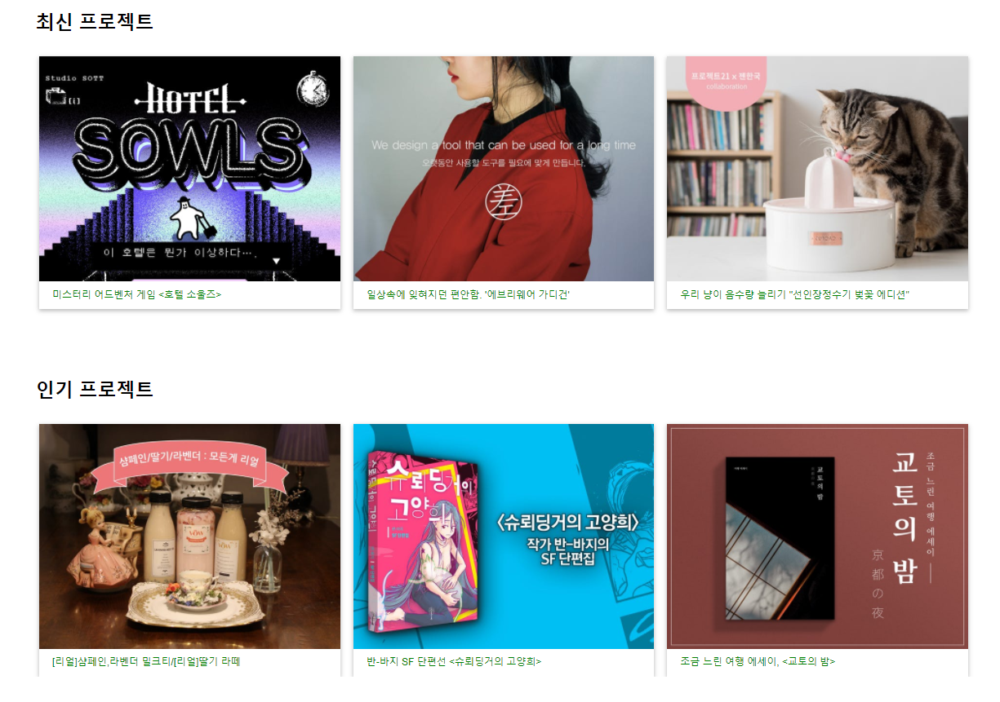 최신 프로젝트
Studio SOTT
HOTEL
SOWLS
이 호텔은 뭔가 이상하다···.
미스터리 어드벤처 게임 <호텔 소울즈>
We design a tool that can be used for a long time
오랫동안 사용할 도구를 필요에 맞게 만듭니다.
差
일상속에 잊혀지던 편안함. '에브리웨어 가디건'
프로젝트21 x 펜한국
collaboration
우리 냥이 음수량 늘리기 "선인장정수기 벚꽃 에디션"
인기 프로젝트
샴페인/딸기/라벤더 : 모든게 리얼
VOW
[리얼]샴페인,라벤더 밀크티/[리얼]딸기 라떼
슈뢰딩거의
고양희
<슈뢰딩거의 고양희>
작가 반-바지의
SF 단편집
반-바지 SF 단편선 <슈뢰딩거의 고양희>
교토의 밤
조금 느린 여행 에세이
교토의 밤
京都の夜
조금 느린 여행 에세이, <교토의 밤>